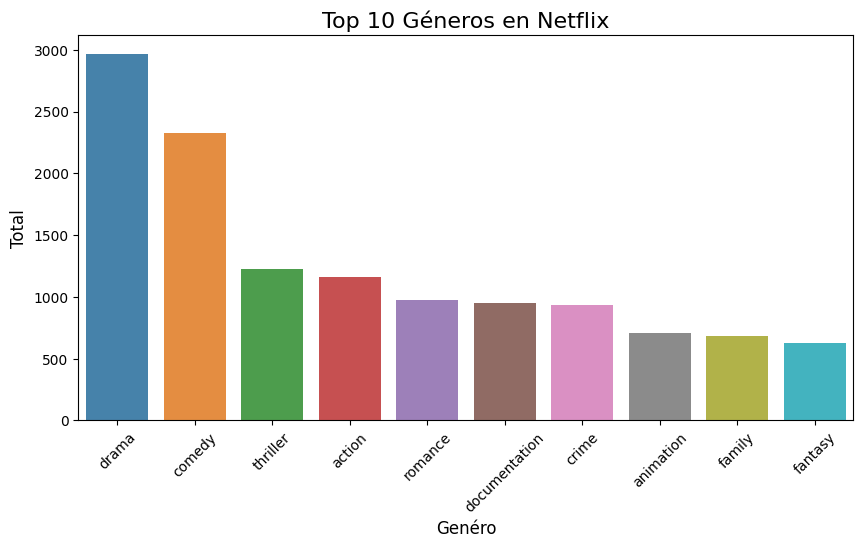 Top 10 Géneros en Netflix
Total
3000
2500
2000
1500
1000
500
0
drama
comedy
thriller
action
romance
documentation
crime
animation
family
fantasy
Genéro